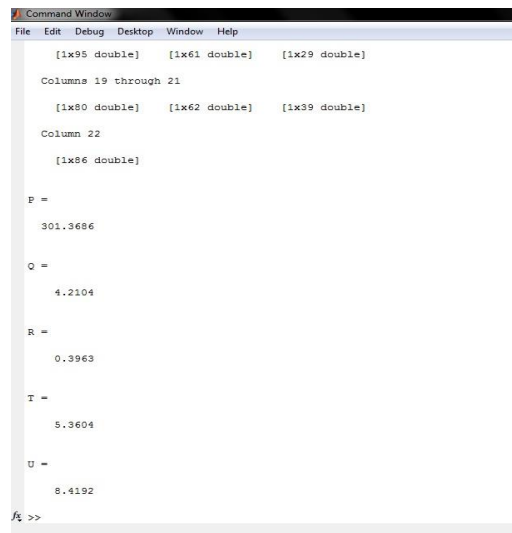 Command Window
File Edit Debug Desktop Window Help
[1x95 double] [1x61 double] [1x29 double]
Columns 19 through 21
[1x80 double] [1x62 double] [1x39 double]
Column 22
[1x86 double]
P =
301.3686
Q =
4.2104
R =
0.3963
T =
5.3604
U =
8.4192
fx >>